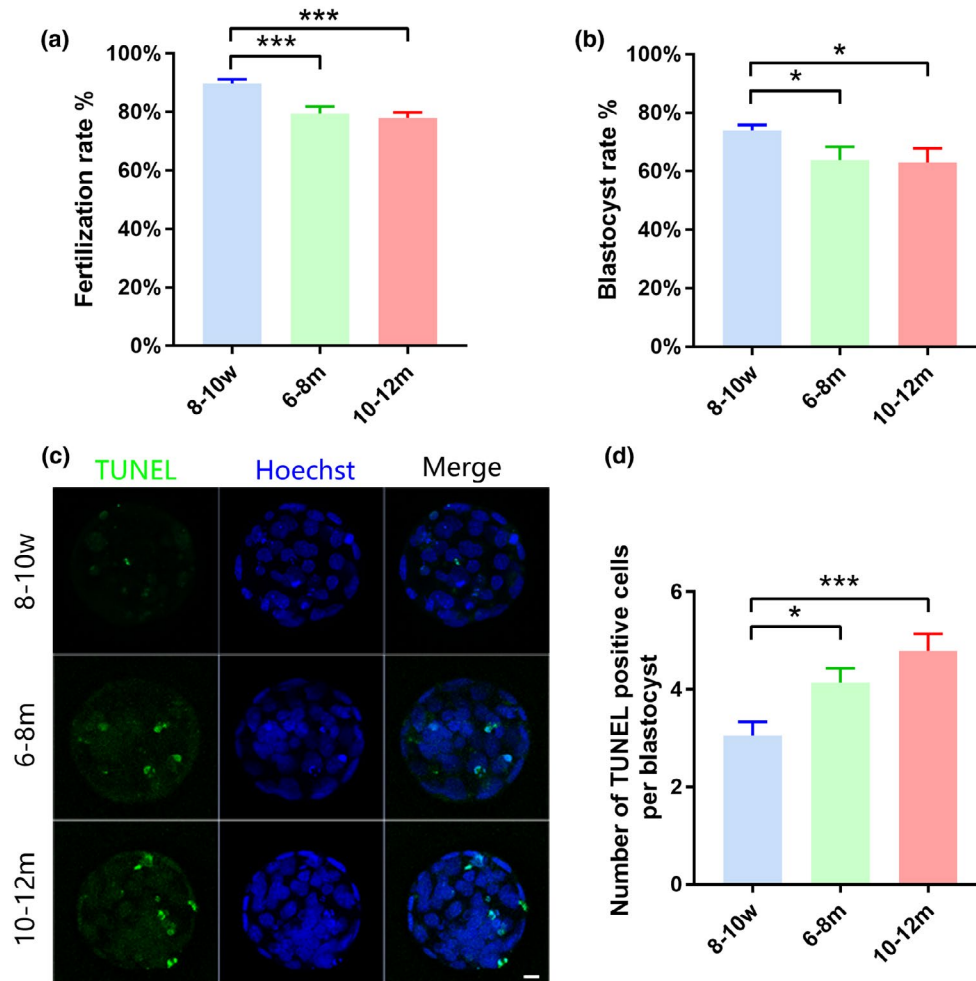 (a)
Fertilization rate %
100%
80%
60%
40%
20%
0%
***
***
8-10w
6-8m
10-12m
(b)
Blastocyst rate %
100%
80%
60%
40%
20%
0%
*
*
8-10w
6-8m
10-12m
(c)
TUNEL
Hoechst
Merge
8-10w
6-8m
10-12m
(d)
Number of TUNEL positive cells
per blastocyst
6
4
2
0
***
*
8-10w
6-8m
10-12m